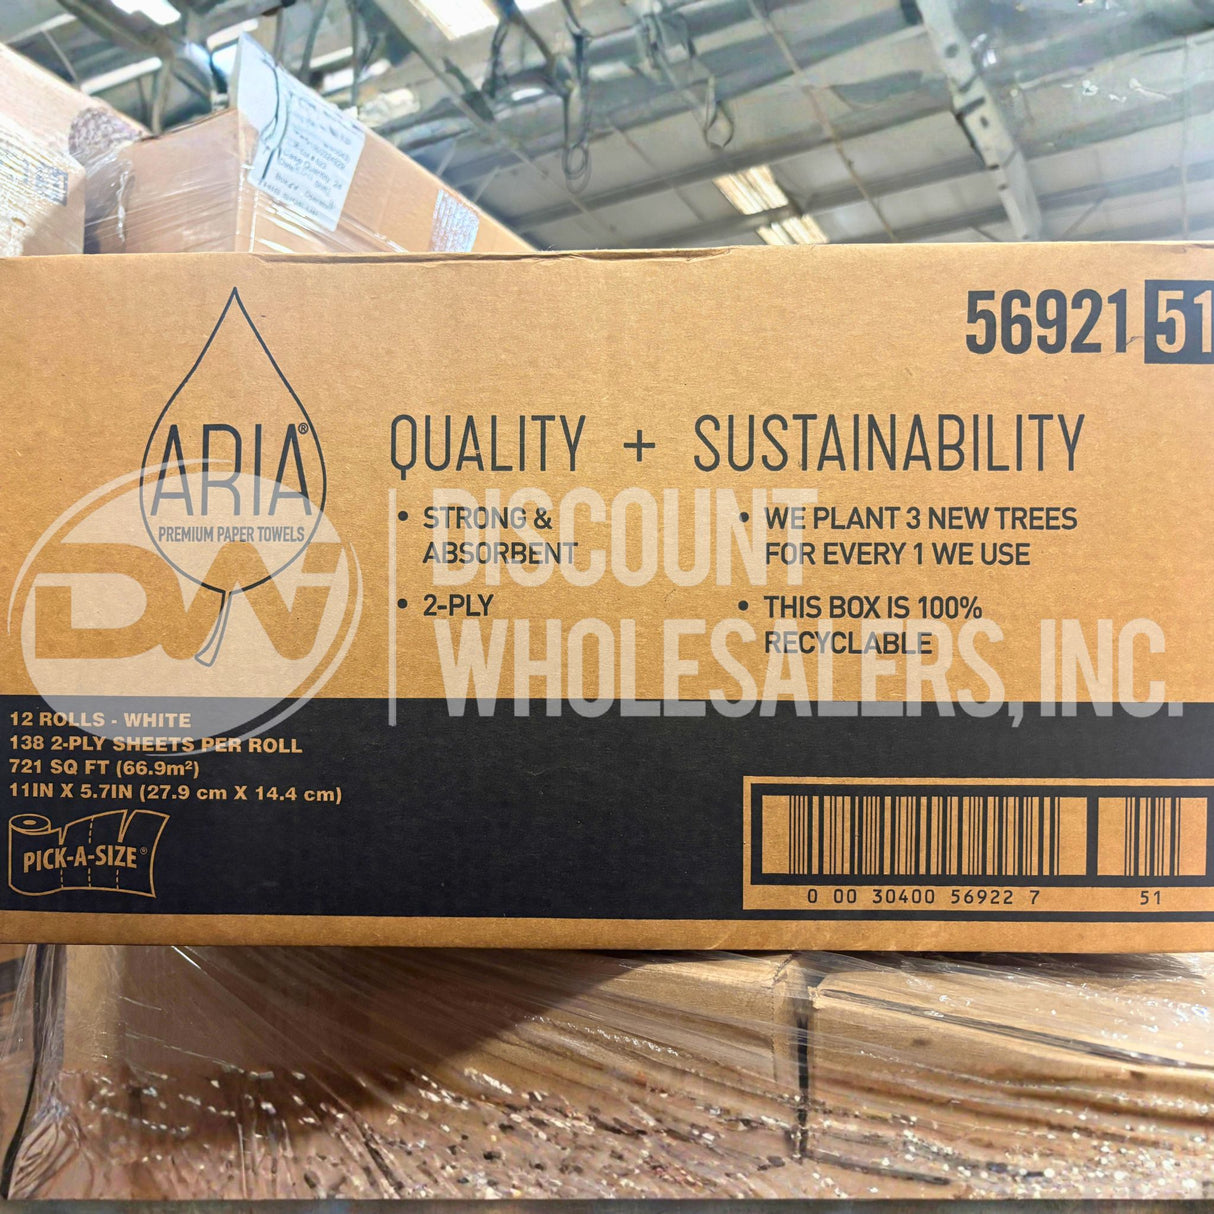 56921 51
ARIA®
PREMIUM PAPER TOWELS
QUALITY + SUSTAINABILITY
• STRONG &
ABSORBENT
• 2-PLY
• WE PLANT 3 NEW TREES
FOR EVERY 1 WE USE
• THIS BOX IS 100%
RECYCLABLE
DW
DISCOUNT
WHOLESALERS, INC.
12 ROLLS - WHITE
138 2-PLY SHEETS PER ROLL
721 SQ FT (66.9m²)
11IN X 5.7IN (27.9 cm X 14.4 cm)
PICK-A-SIZE®
0 00 30400 56922 7 51